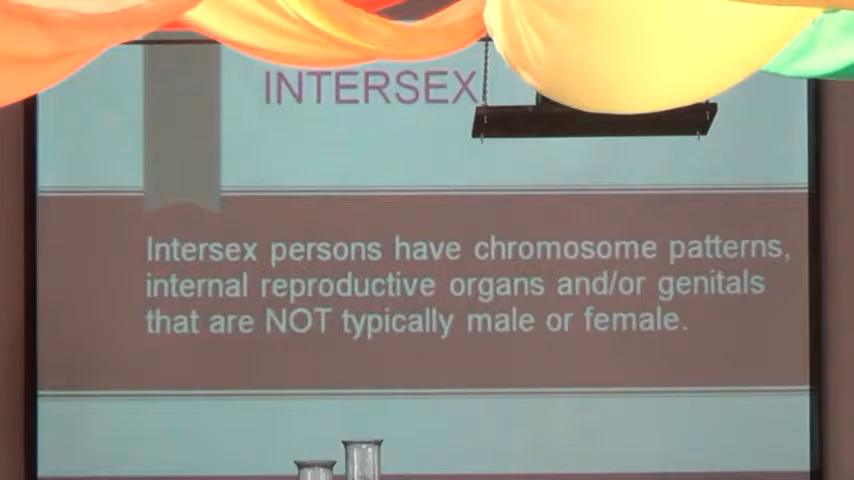 INTERSEX
Intersex persons have chromosome patterns,
internal reproductive organs and/or genitals
that are NOT typically male or female.